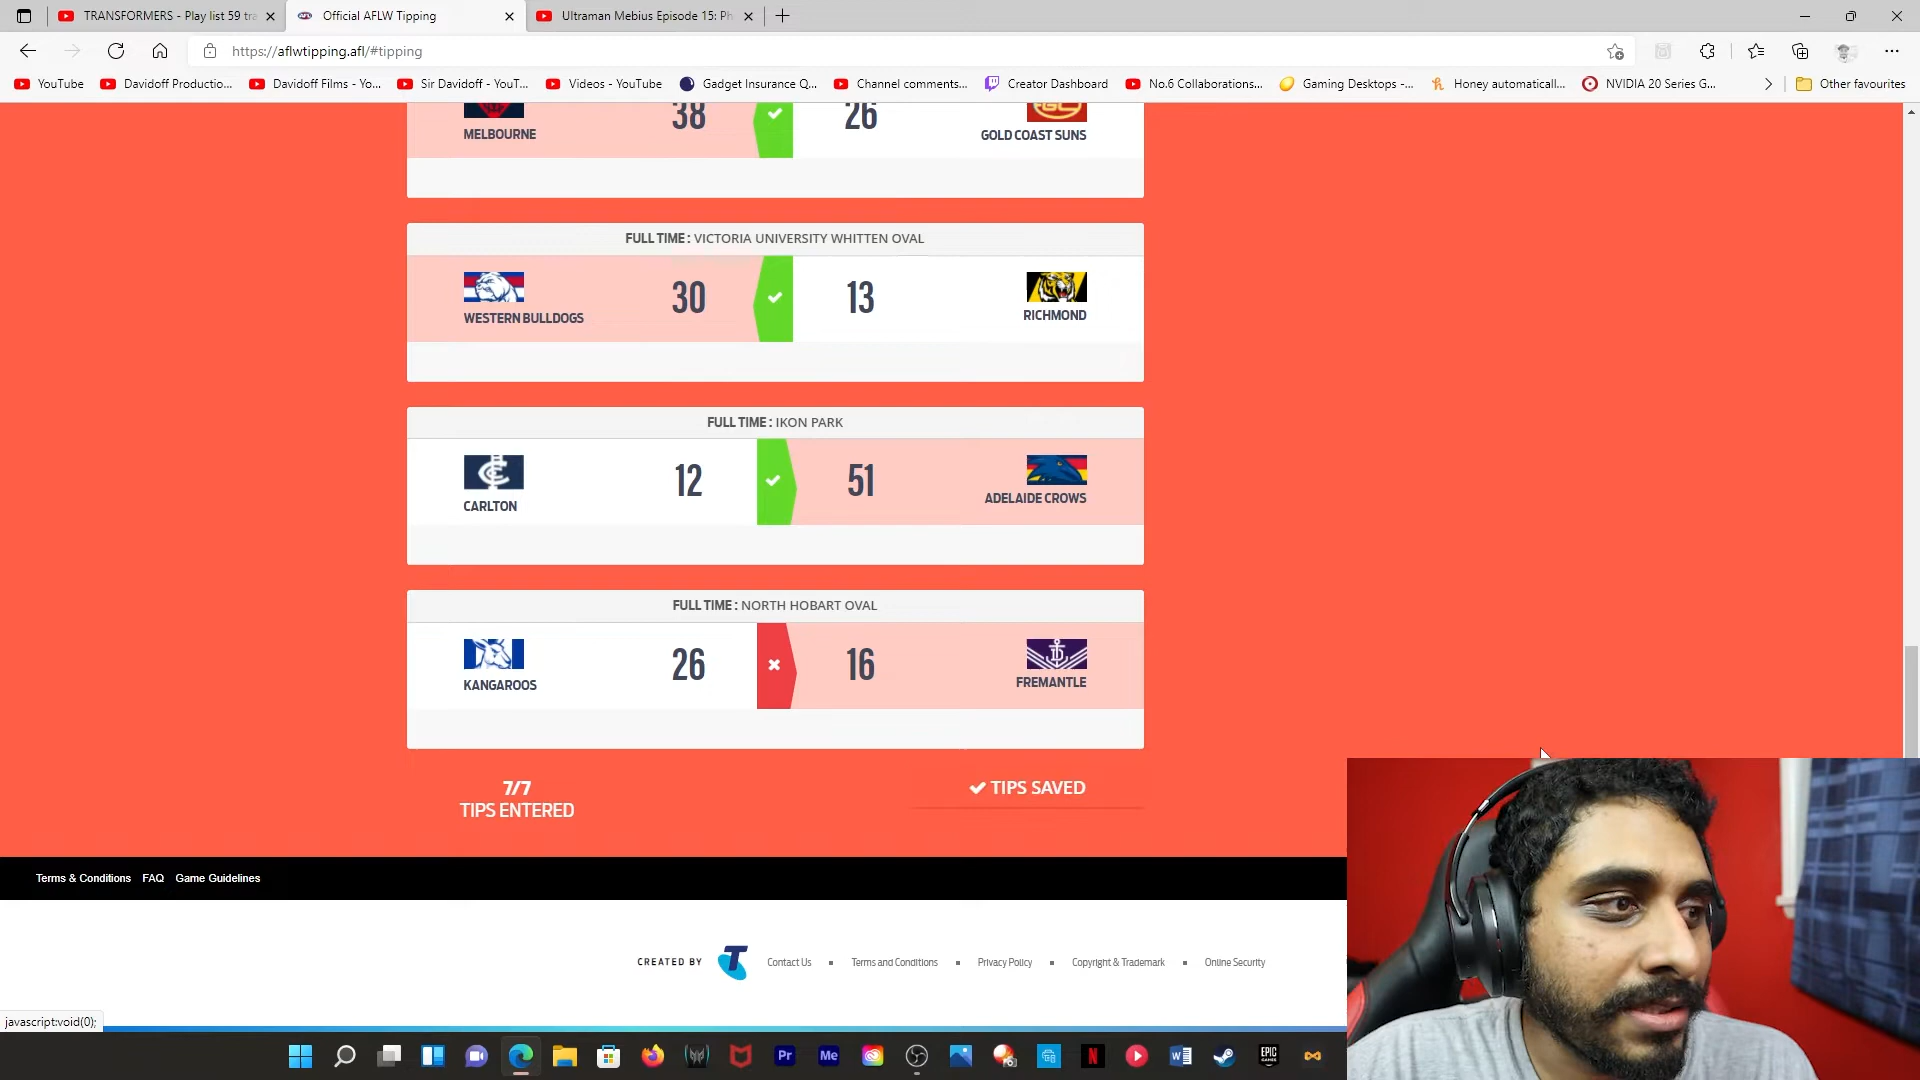 TRANSFORMERS - Play list 59 tra
Official AFLW Tipping
Ultraman Mebius Episode 15: Ph
https://aflwtipping.afl/#tipping
YouTube
Davidoff Productio...
Davidoff Films - Yo...
Sir Davidoff - YouT...
Videos - YouTube
Gadget Insurance Q...
Channel comments...
Creator Dashboard
No.6 Collaborations...
Gaming Desktops -...
Honey automaticall...
NVIDIA 20 Series G...
Other favourites
38 26
MELBOURNE GOLD COAST SUNS
FULL TIME : VICTORIA UNIVERSITY WHITTEN OVAL
30 13
WESTERN BULLDOGS RICHMOND
FULL TIME : IKON PARK
12 51
CARLTON ADELAIDE CROWS
FULL TIME : NORTH HOBART OVAL
26 16
KANGAROOS FREMANTLE
7/7
TIPS ENTERED
TIPS SAVED
Terms & Conditions FAQ Game Guidelines
CREATED BY T Contact Us Terms and Conditions Privacy Policy Copyright & Trademark Online Security
javascript:void(0);
Pr Me N W EPIC GAMES